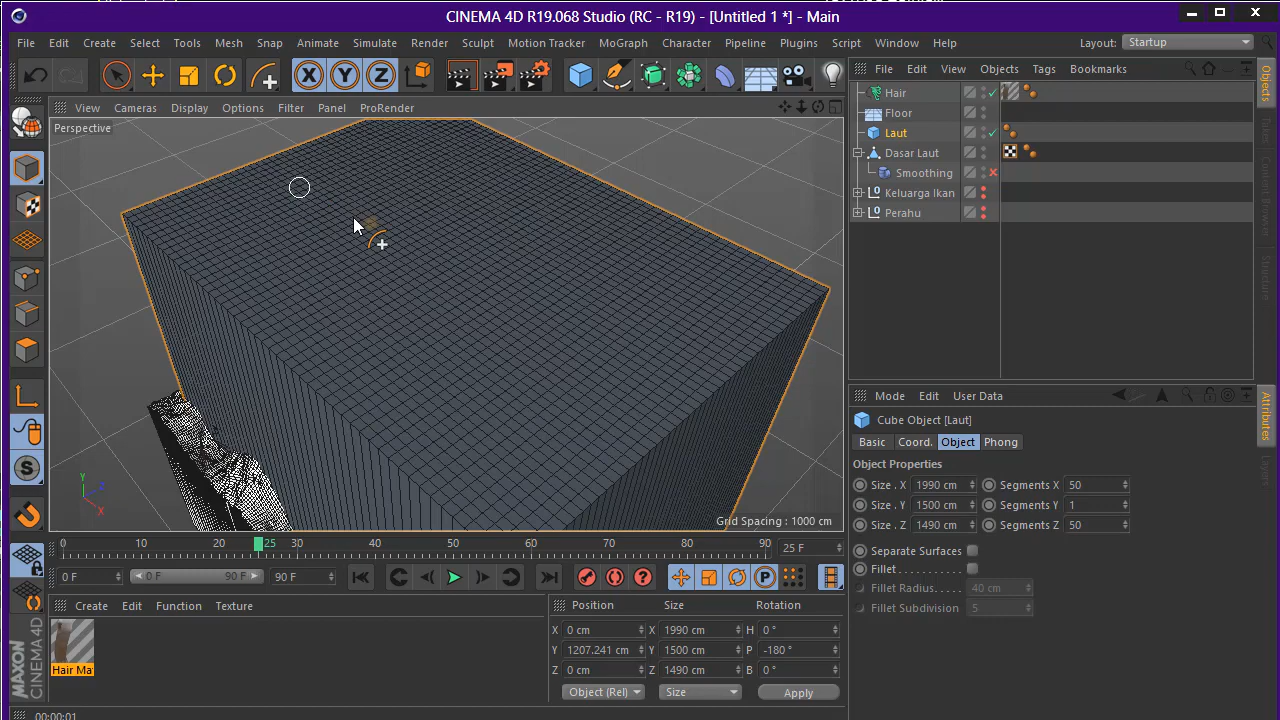 CINEMA 4D R19.068 Studio (RC - R19) - [Untitled 1 *] - Main
File Edit Create Select Tools Mesh Snap Animate Simulate Render Sculpt Motion Tracker MoGraph Character Pipeline Plugins Script Window Help Layout: Startup
X Y Z
File Edit View Objects Tags Bookmarks
View Cameras Display Options Filter Panel ProRender
Perspective
Hair
Floor
Laut
Dasar Laut
Smoothing
Keluarga Ikan
Perahu
Objects
Takes
Content Browser
Structure
Mode Edit User Data
Cube Object [Laut]
Basic Coord. Object Phong
Object Properties
Size . X 1990 cm Segments X 50
Size . Y 1500 cm Segments Y 1
Size . Z 1490 cm Segments Z 50
Separate Surfaces
Fillet
Fillet Radius 40 cm
Fillet Subdivision 5
Attributes
Layers
Y Z X
Grid Spacing : 1000 cm
0 10 20 25 30 40 50 60 70 80 90 25 F
0 F 0 F 90 F 90 F
P
Create Edit Function Texture
Hair Ma
Position Size Rotation
X 0 cm X 1990 cm H 0 °
Y 1207.241 cm Y 1500 cm P -180 °
Z 0 cm Z 1490 cm B 0 °
Object (Rel) Size Apply
MAXON CINEMA 4D
00:00:01